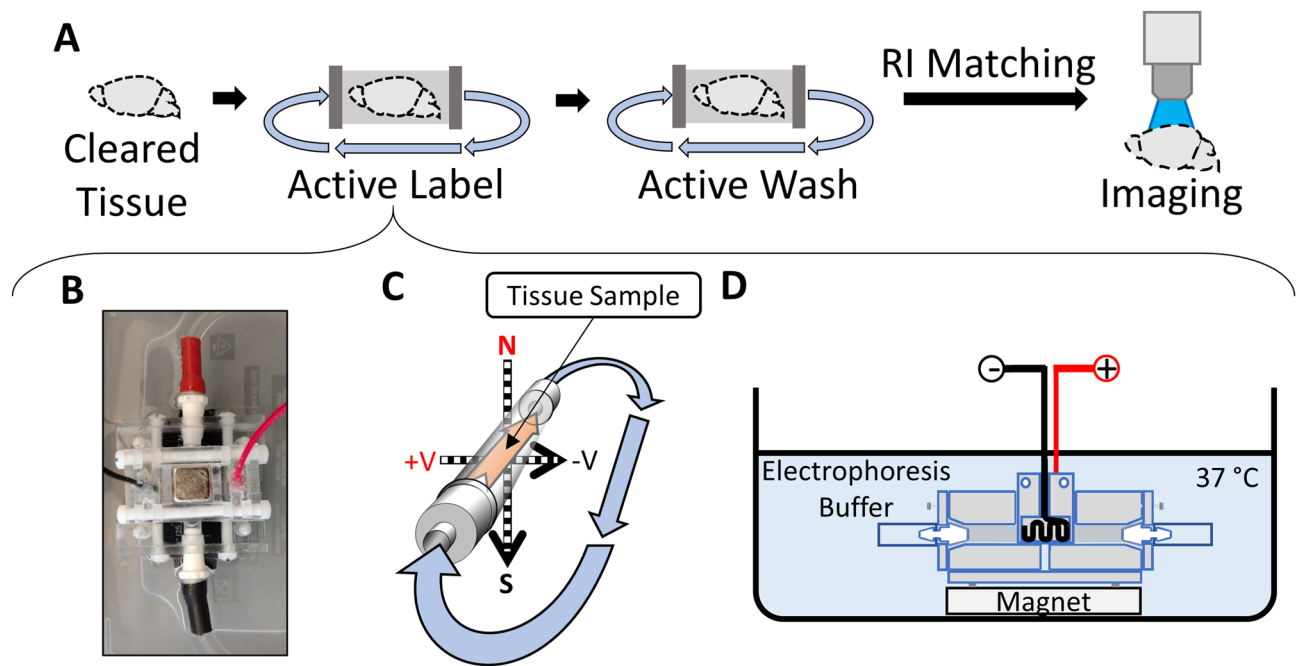 A
Cleared
Tissue
Active Label
Active Wash
RI Matching
Imaging
B
C
Tissue Sample
N
+V
-V
S
D
-
+
Electrophoresis
Buffer
37 °C
Magnet